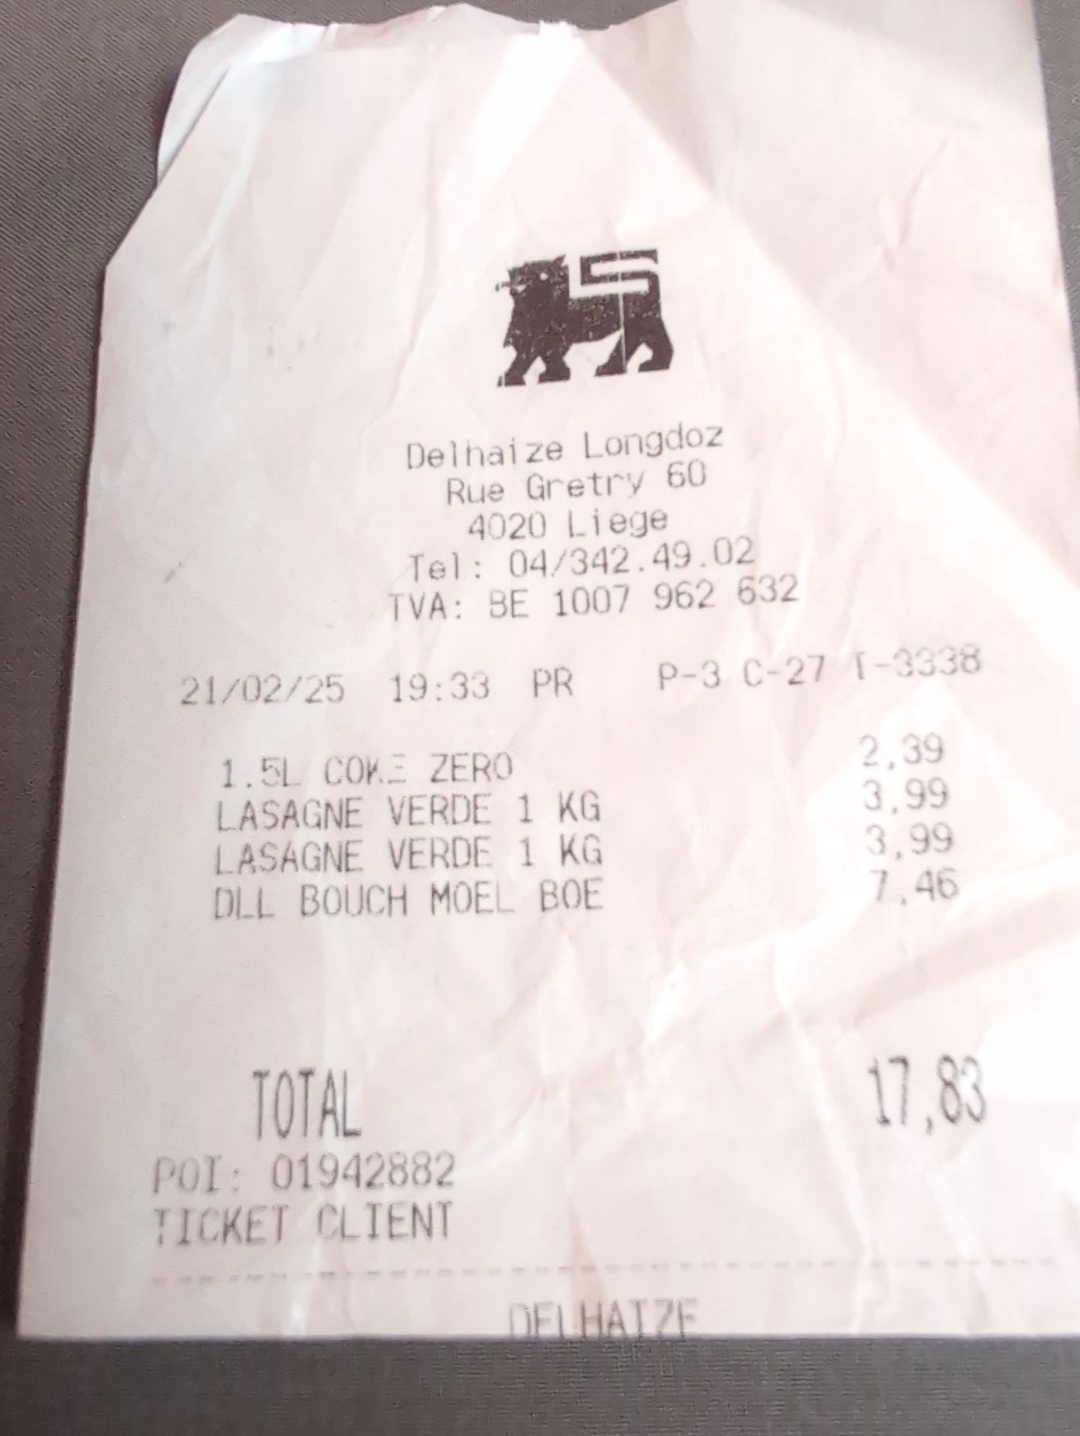 Delhaize Longdoz
Rue Gretry 60
4020 Liege
Tel: 04/342.49.02
TVA: BE 1007 962 632
21/02/25 19:33 PR P-3 C-27 T-3338
1.5L COKE ZERO 2,39
LASAGNE VERDE 1 KG 3,99
LASAGNE VERDE 1 KG 3,99
DLL BOUCH MOEL BOE 7,46
TOTAL 17,83
POI: 01942882
TICKET CLIENT
DELHAIZE